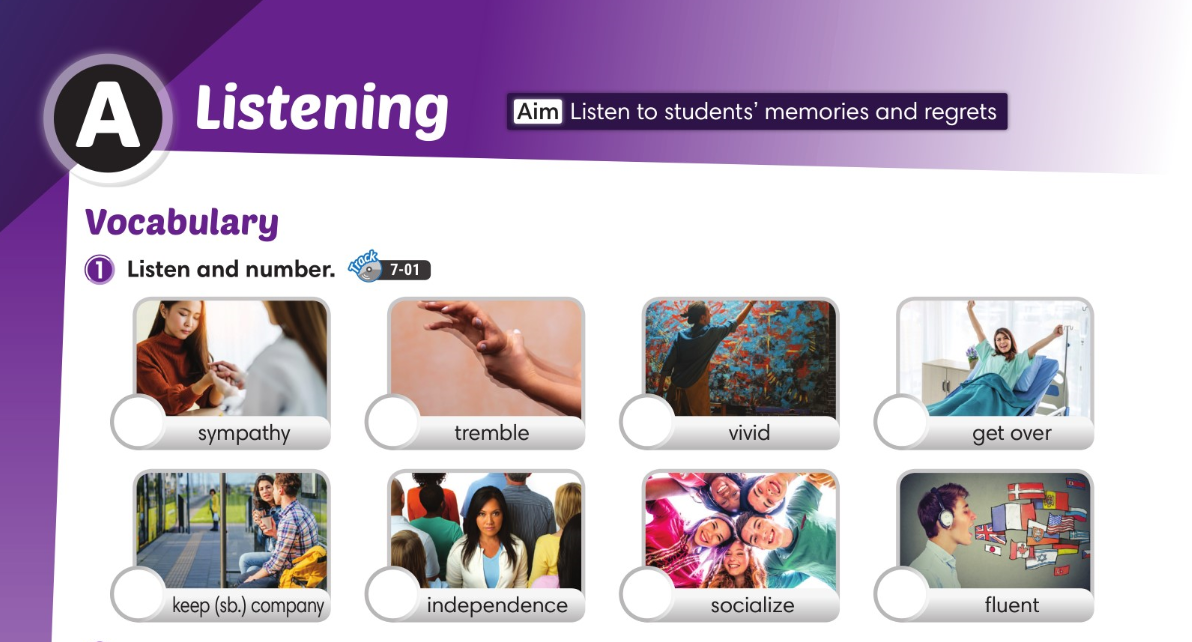 A
Listening
Aim Listen to students' memories and regrets
Vocabulary
1 Listen and number. Track 7-01
sympathy
tremble
vivid
get over
keep (sb.) company
independence
socialize
fluent